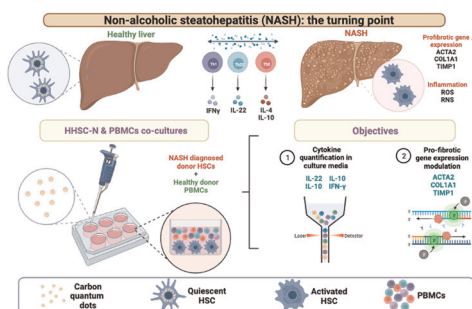 Non-alcoholic steatohepatitis (NASH): the turning point
Healthy liver
NASH
Profibrotic gene
expression
ACTA2
COL1A1
TIMP1
Inflammation
ROS
RNS
Th1
Th22
IFNγ
IL-22
IL-4
IL-10
HHSC-N & PBMCs co-cultures
NASH diagnosed
donor HSCs
+
Healthy donor
PBMCs
Objectives
1
Cytokine
quantification in
culture media
IL-22 IL-10
IL-10 IFN-γ
Laser
Detector
2
Pro-fibrotic
gene expression
modulation
ACTA2
COL1A1
TIMP1
Carbon
quantum
dots
Quiescent
HSC
Activated
HSC
PBMCs